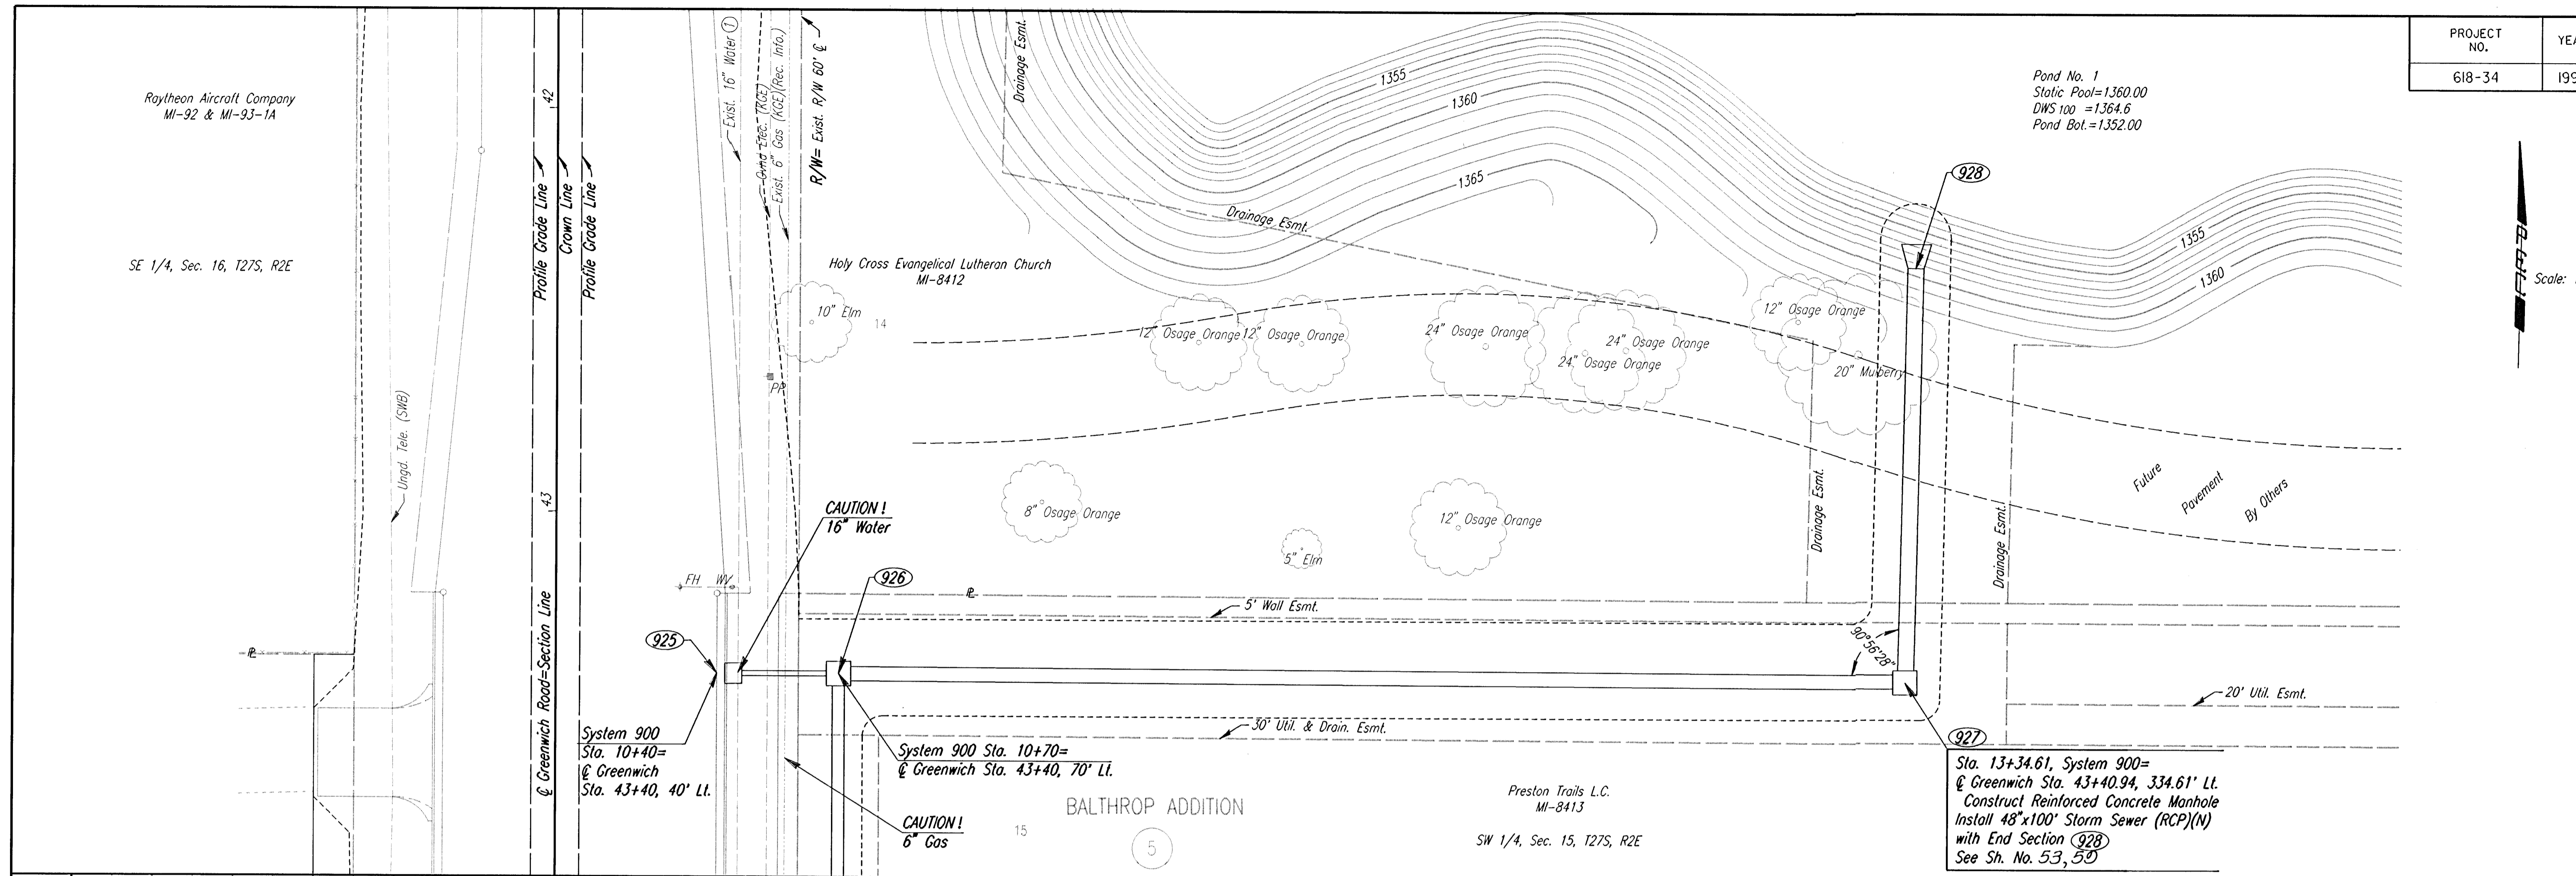 PROJECT
NO.
618-34
Raytheon Aircraft Company
MI-92 & MI-93-1A
SE 1/4, Sec. 16, T27S, R2E
Ungd. Tele. (SWB)
42
43
Profile Grade Line
Crown Line
Profile Grade Line
℄ Greenwich Road=Section Line
Exist. 16" Water ①
Ovhd Elec. (KGE)
Exist. 6" Gas (KGE)(Rec. Info.)
R/W= Exist. R/W 60' ℄
Drainage Esmt.
1355
1360
1365
Drainage Esmt.
Pond No. 1
Static Pool=1360.00
DWS 100 =1364.6
Pond Bot.=1352.00
928
1355
1360
Scale:
Holy Cross Evangelical Lutheran Church
MI-8412
10" Elm
14
PP
12" Osage Orange
12" Osage Orange
24" Osage Orange
24" Osage Orange
24" Osage Orange
12" Osage Orange
20" Mulberry
8" Osage Orange
12" Osage Orange
5" Elm
Drainage Esmt.
Drainage Esmt.
Future
Pavement
By Others
CAUTION !
16" Water
FH
WV
926
925
℄
℄
5' Wall Esmt.
90°56'28"
20' Util. Esmt.
30' Util. & Drain. Esmt.
System 900
Sta. 10+40=
℄ Greenwich
Sta. 43+40, 40' Lt.
System 900 Sta. 10+70=
℄ Greenwich Sta. 43+40, 70' Lt.
CAUTION !
6" Gas
BALTHROP ADDITION
15
5
Preston Trails L.C.
MI-8413
SW 1/4, Sec. 15, T27S, R2E
927
Sta. 13+34.61, System 900=
℄ Greenwich Sta. 43+40.94, 334.61' Lt.
Construct Reinforced Concrete Manhole
Install 48"x100' Storm Sewer (RCP)(N)
with End Section 928
See Sh. No. 53, 59